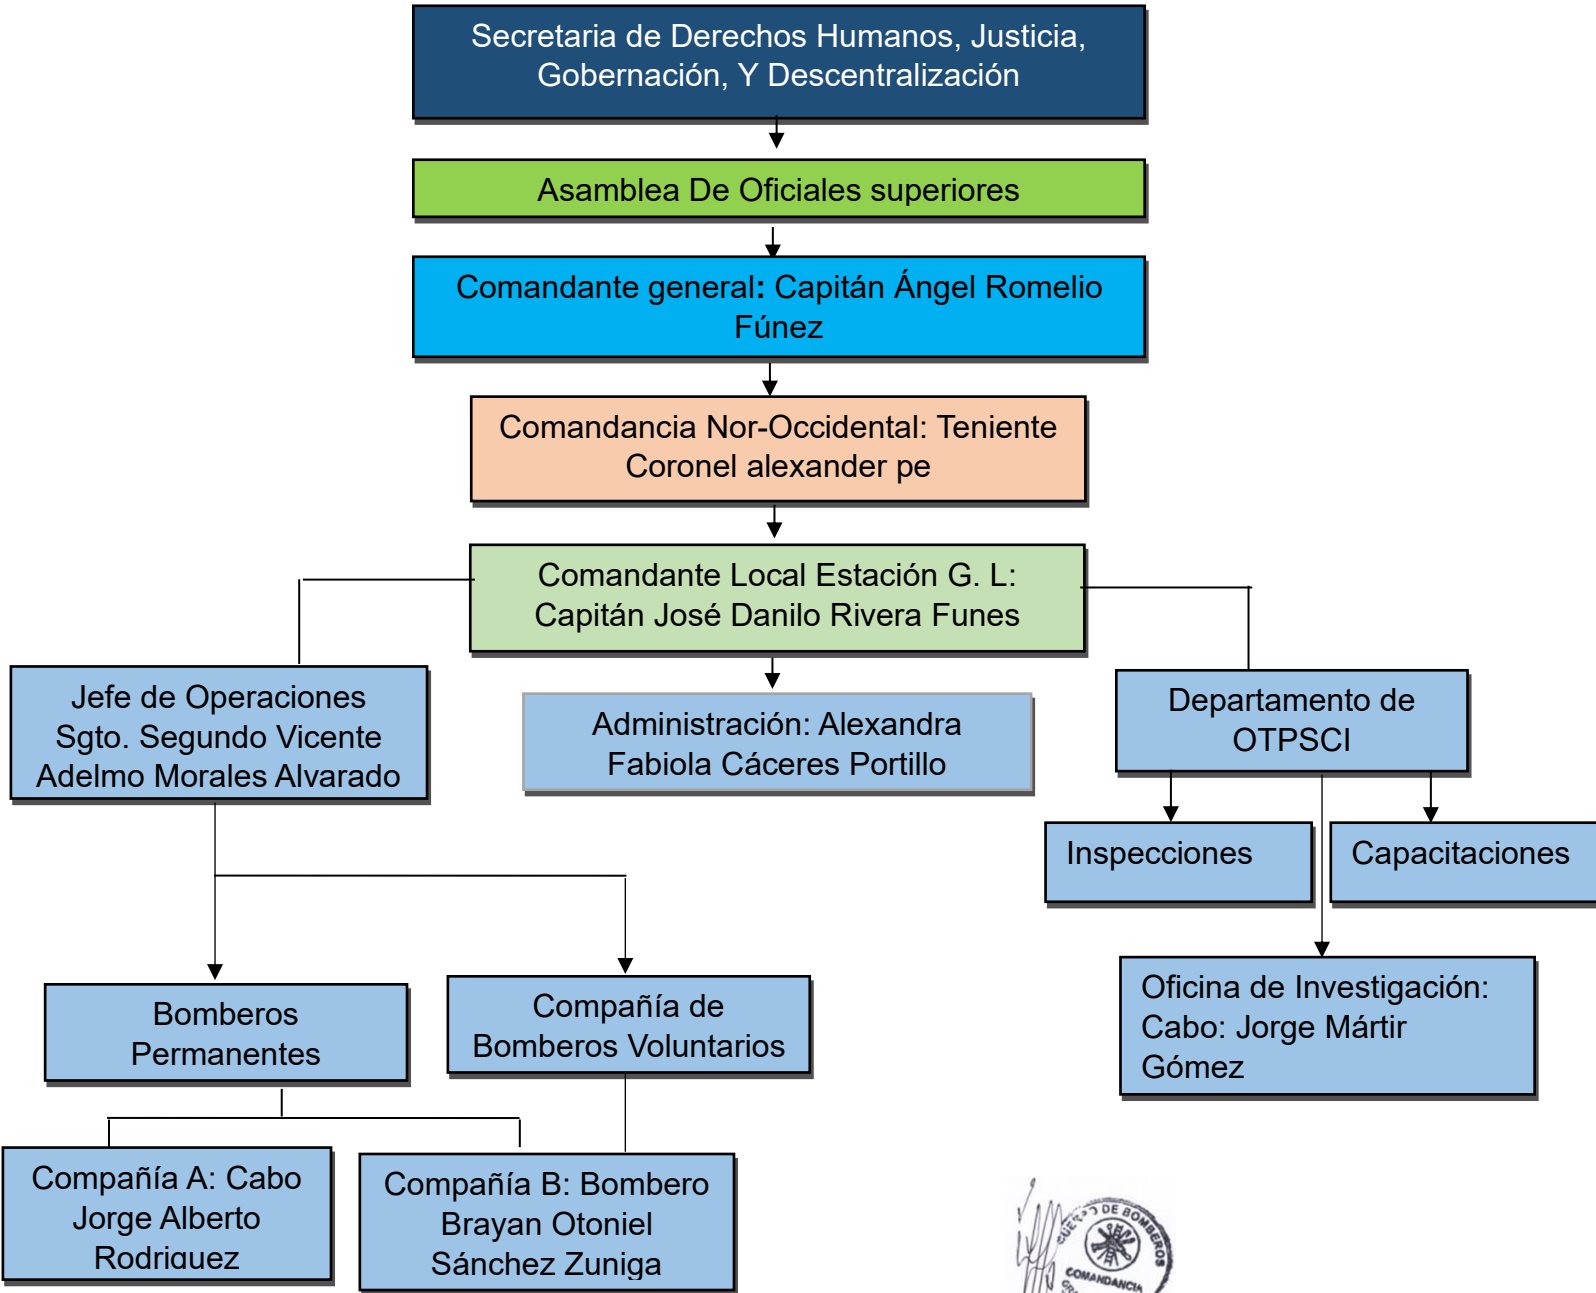 Secretaria de Derechos Humanos, Justicia,
Gobernación, Y Descentralización
Asamblea De Oficiales superiores
Comandante general: Capitán Ángel Romelio
Fúnez
Comandancia Nor-Occidental: Teniente
Coronel alexander pe
Comandante Local Estación G. L:
Capitán José Danilo Rivera Funes
Jefe de Operaciones
Sgto. Segundo Vicente
Adelmo Morales Alvarado
Administración: Alexandra
Fabiola Cáceres Portillo
Departamento de
OTPSCI
Inspecciones
Capacitaciones
Oficina de Investigación:
Cabo: Jorge Mártir
Gómez
Bomberos
Permanentes
Compañía de
Bomberos Voluntarios
Compañía A: Cabo
Jorge Alberto
Rodriguez
Compañía B: Bombero
Brayan Otoniel
Sánchez Zuniga
DE BOMBEROS
COMANDANCIA